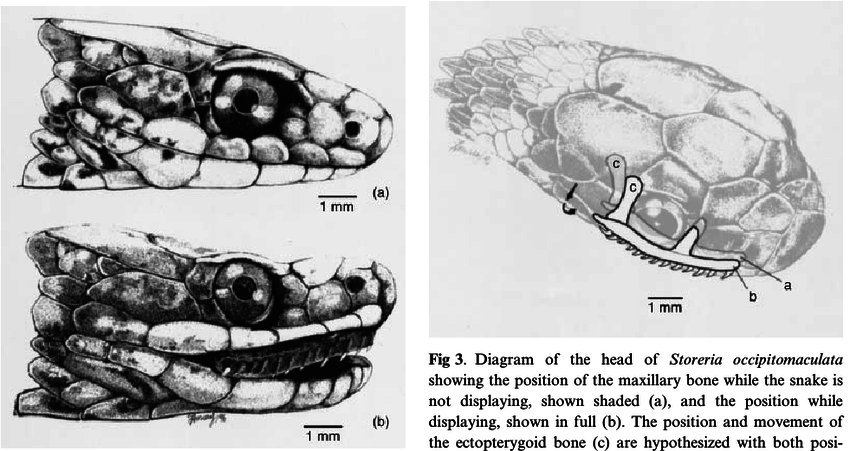 (a)
1 mm
(b)
1 mm
c
c
a
b
1 mm
Fig 3. Diagram of the head of Storeria occipitomaculata
showing the position of the maxillary bone while the snake is
not displaying, shown shaded (a), and the position while
displaying, shown in full (b). The position and movement of
the ectopterygoid bone (c) are hypothesized with both posi-